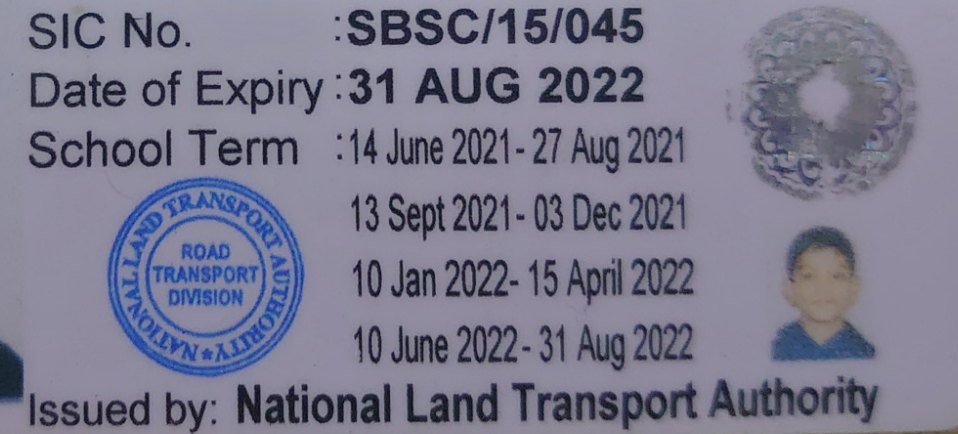 SIC No. :SBSC/15/045
Date of Expiry :31 AUG 2022
School Term :14 June 2021- 27 Aug 2021
13 Sept 2021- 03 Dec 2021
10 Jan 2022- 15 April 2022
10 June 2022- 31 Aug 2022
NATIONAL LAND TRANSPORT AUTHORITY★
ROAD
TRANSPORT
DIVISION
Issued by: National Land Transport Authority